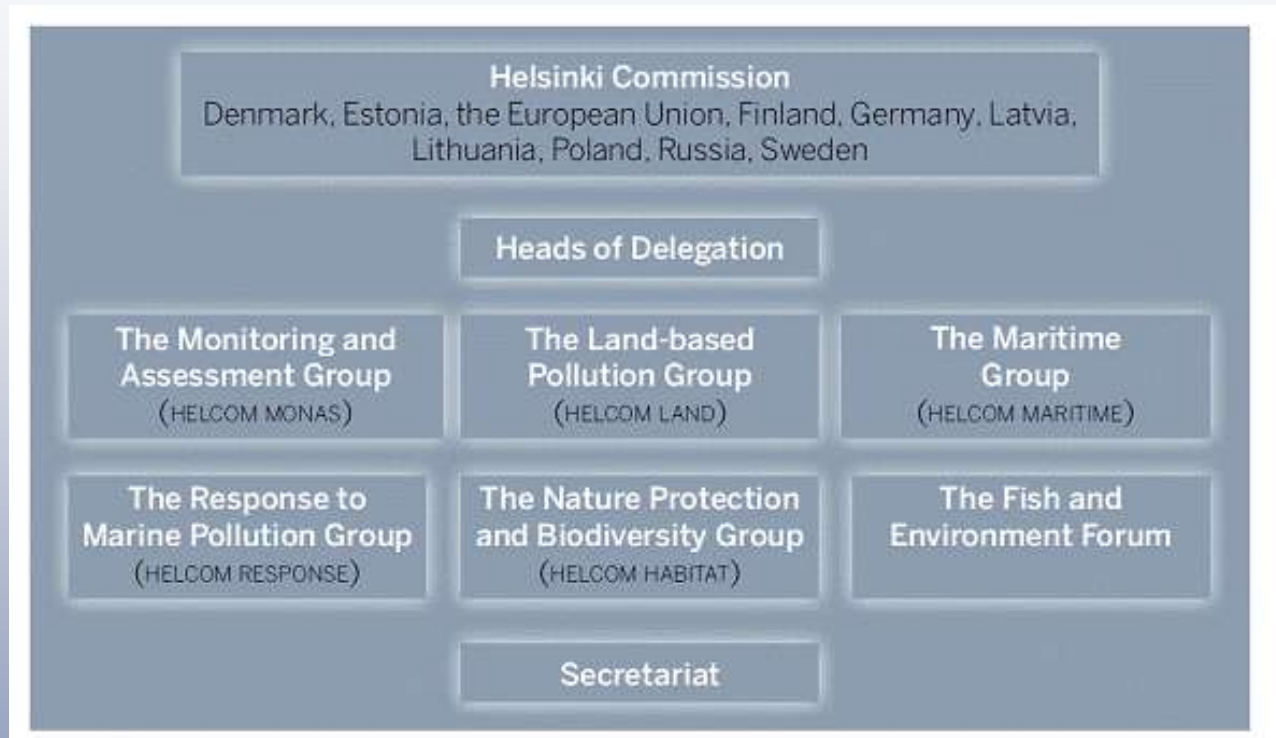 Helsinki Commission
Denmark, Estonia, the European Union, Finland, Germany, Latvia,
Lithuania, Poland, Russia, Sweden
Heads of Delegation
The Monitoring and
Assessment Group
(HELCOM MONAS)
The Land-based
Pollution Group
(HELCOM LAND)
The Maritime
Group
(HELCOM MARITIME)
The Response to
Marine Pollution Group
(HELCOM RESPONSE)
The Nature Protection
and Biodiversity Group
(HELCOM HABITAT)
The Fish and
Environment Forum
Secretariat